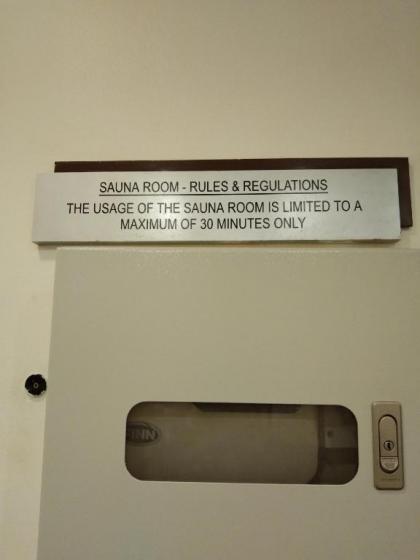 SAUNA ROOM - RULES & REGULATIONS
THE USAGE OF THE SAUNA ROOM IS LIMITED TO A
MAXIMUM OF 30 MINUTES ONLY